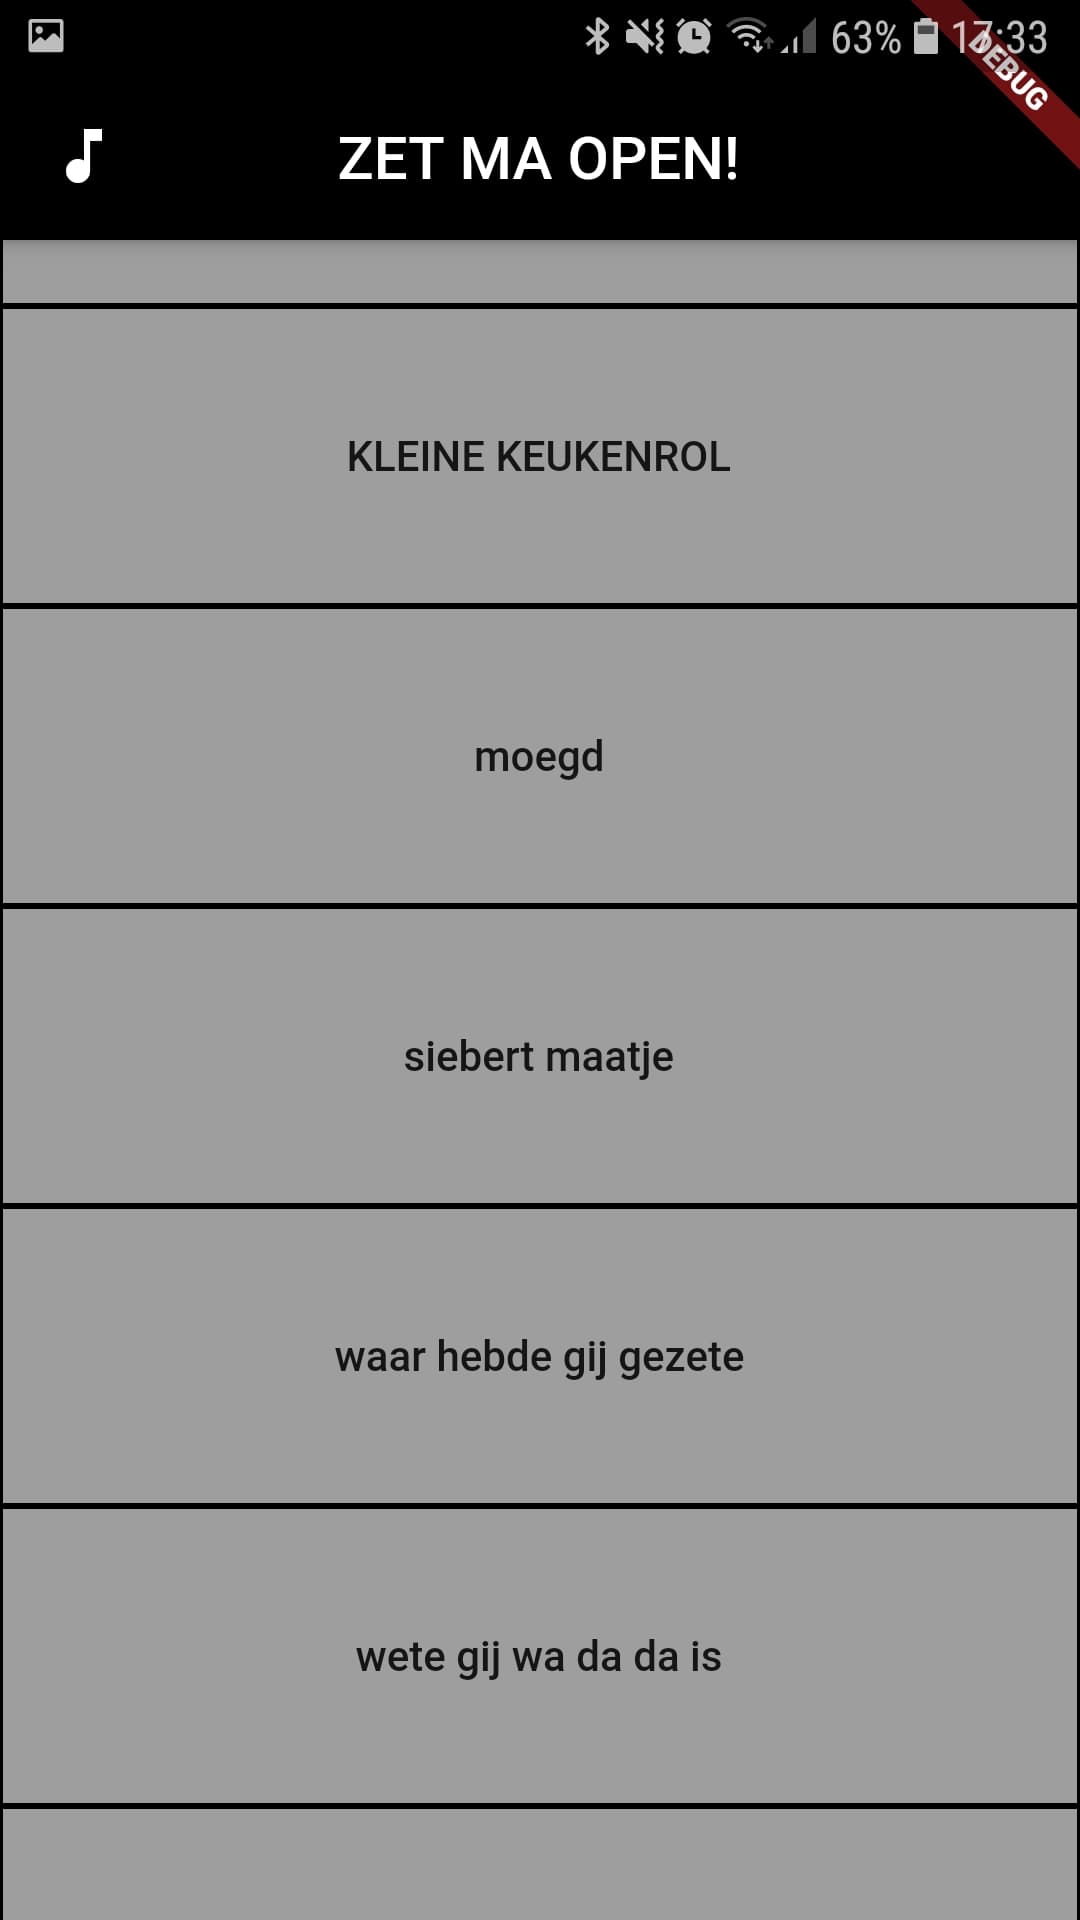 63% 17:33
DEBUG
ZET MA OPEN!
KLEINE KEUKENROL
moegd
siebert maatje
waar hebde gij gezete
wete gij wa da da is